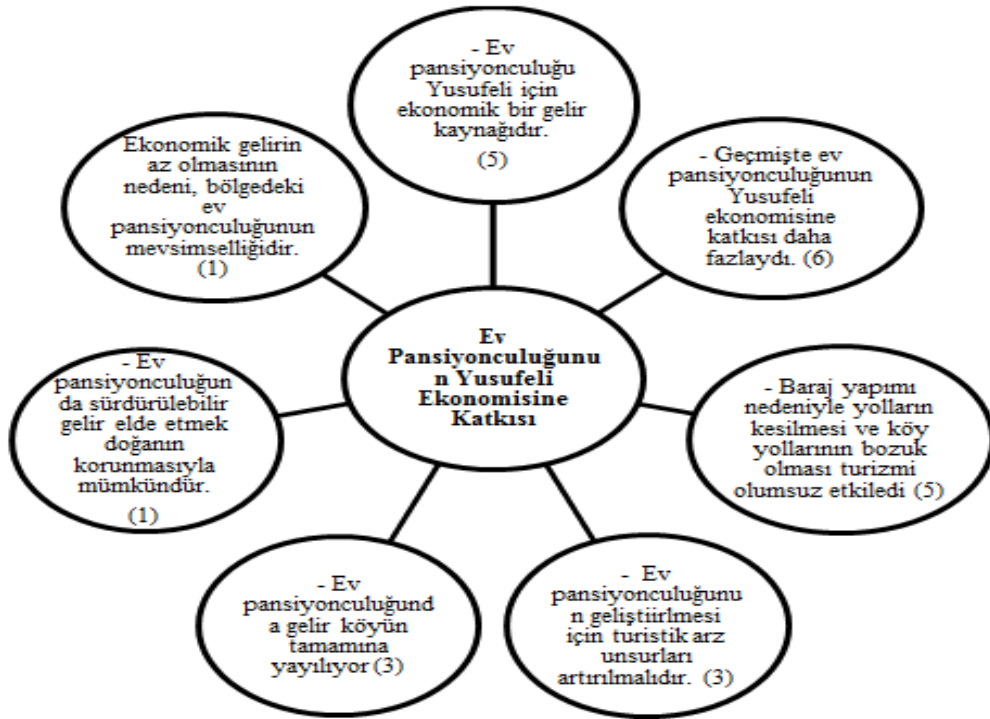 - Ev
pansiyonculuğu
Yusufeli için
ekonomik bir gelir
kaynağıdır.
(5)
- Geçmişte ev
pansiyonculuğunun
Yusufeli
ekonomisine
katkısı daha
fazlaydı. (6)
- Baraj yapımı
nedeniyle yolların
kesilmesi ve köy
yollarının bozuk
olması turizmi
olumsuz etkiledi (5)
- Ev
pansiyonculuğunu
n geliştiirlmesi
için turistik arz
unsurları
artırılmalıdır. (3)
- Ev
pansiyonculuğund
a gelir köyün
tamamına
yayılıyor (3)
- Ev
pansiyonculuğun
da sürdürülebilir
gelir elde etmek
doğanın
korunmasıyla
mümkündür.
(1)
Ekonomik gelirin
az olmasının
nedeni, bölgedeki
ev
pansiyonculuğunun
mevsimselliğidir.
(1)
Ev
Pansiyonculuğunu
n Yusufeli
Ekonomisine
Katkısı